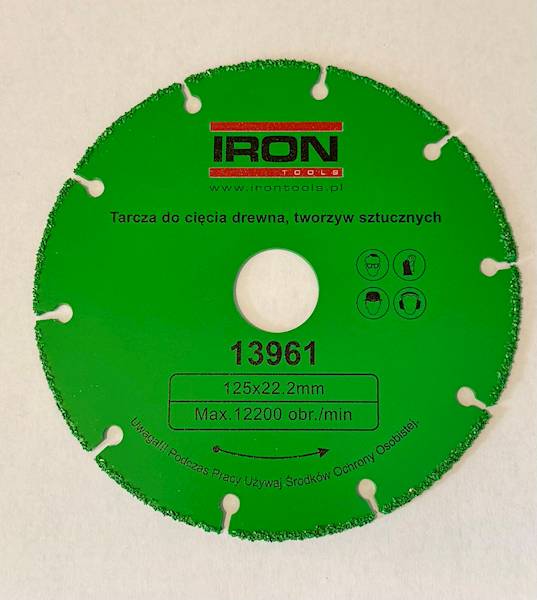 IRON
TOOLS
www.irontools.pl
Tarcza do cięcia drewna, tworzyw sztucznych
13961
125x22.2mm
Max.12200 obr./min
Uwaga!!! Podczas Pracy Używaj Środków Ochrony Osobistej.